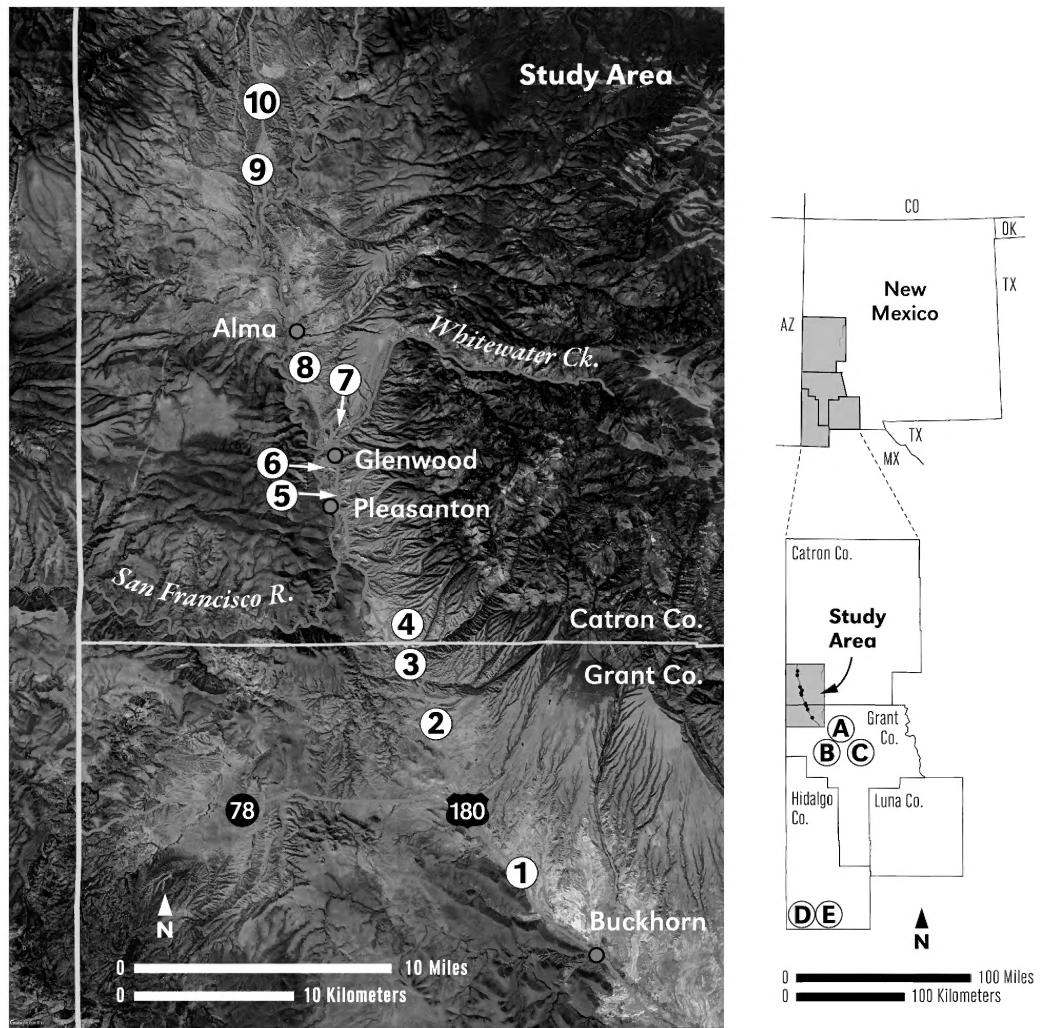 Study Area
10
9
Alma
Whitewater Ck.
8
7
6
Glenwood
5
Pleasanton
San Francisco R.
4
Catron Co.
3
Grant Co.
2
78
180
1
Buckhorn
N
0 10 Miles
0 10 Kilometers
CO
OK
TX
New
Mexico
AZ
TX
MX
Catron Co.
Study
Area
Grant
Co.
A
B
C
Hidalgo
Co.
Luna Co.
D
E
N
0 100 Miles
0 100 Kilometers